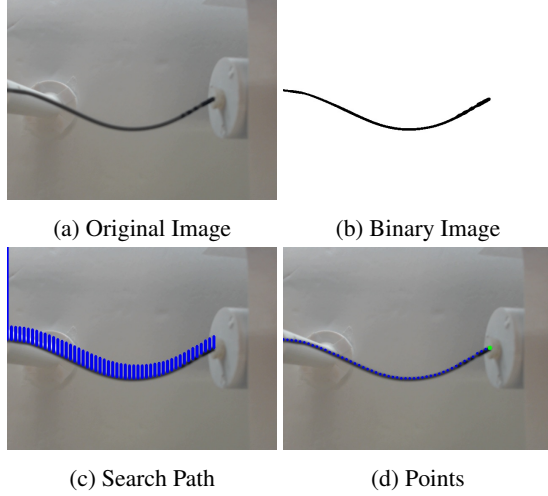 (a) Original Image
(b) Binary Image
(c) Search Path
(d) Points